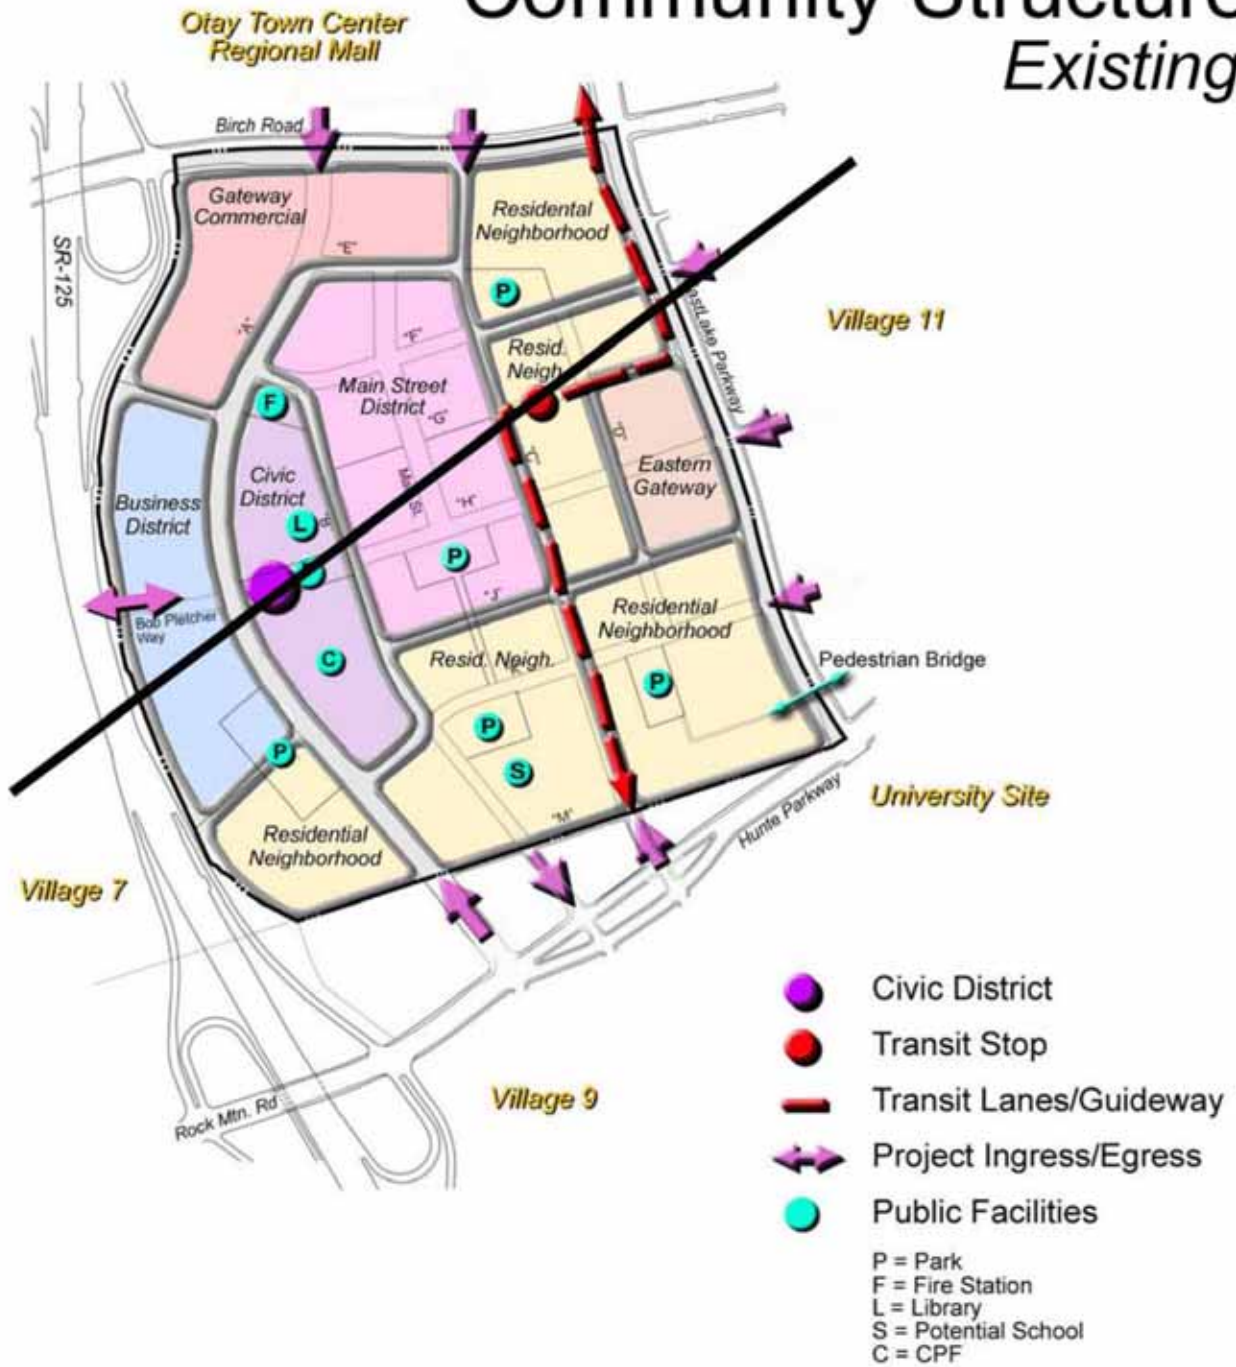 Community Structure
Existing
Otay Town Center
Regional Mall
Birch Road
Gateway
Commercial
"E"
Residental
Neighborhood
P
SR-125
"A"
"F"
Resid.
Neigh.
Village 11
EastLake Parkway
F
Main Street
District
"G"
"D"
Civic
District
L
Main St.
"H"
Eastern
Gateway
Business
District
P
"J"
Bob Pletcher
Way
Residential
Neighborhood
C
Resid. Neigh.
P
Pedestrian Bridge
P
P
S
"M"
Residential
Neighborhood
University Site
Hunte Parkway
Village 7
Village 9
Rock Mtn. Rd
Civic District
Transit Stop
Transit Lanes/Guideway
Project Ingress/Egress
Public Facilities
P = Park
F = Fire Station
L = Library
S = Potential School
C = CPF